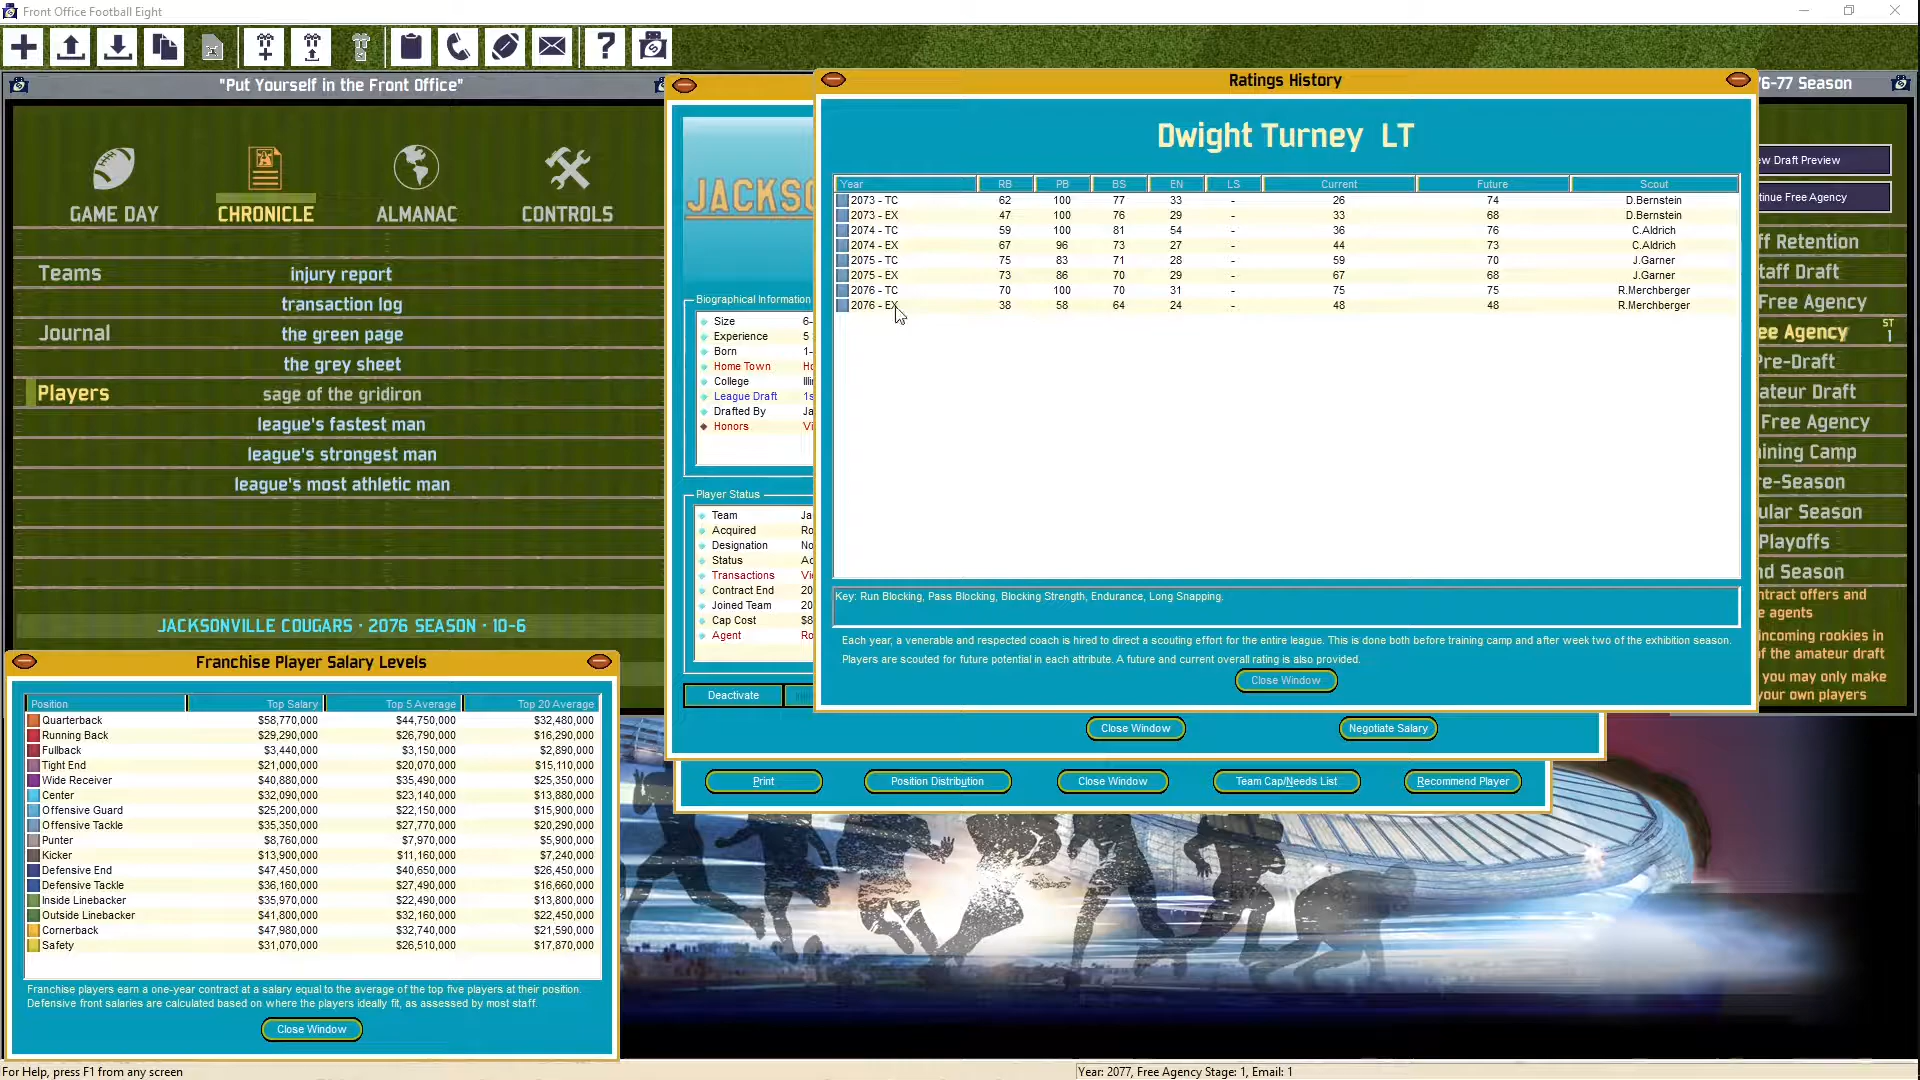 Front Office Football Eight
"Put Yourself in the Front Office"
GAME DAY CHRONICLE ALMANAC CONTROLS
Teams
injury report
transaction log
Journal
the green page
the grey sheet
Players
sage of the gridiron
league's fastest man
league's strongest man
league's most athletic man
JACKSONVILLE COUGARS · 2076 SEASON · 10-6
Franchise Player Salary Levels
Position Top Salary Top 5 Average Top 20 Average
Quarterback $58,770,000 $44,750,000 $32,480,000
Running Back $29,290,000 $26,790,000 $16,290,000
Fullback $3,440,000 $3,150,000 $2,890,000
Tight End $21,000,000 $20,070,000 $15,110,000
Wide Receiver $40,880,000 $35,490,000 $25,350,000
Center $32,090,000 $23,140,000 $13,880,000
Offensive Guard $25,200,000 $22,150,000 $15,900,000
Offensive Tackle $35,350,000 $27,770,000 $20,290,000
Punter $8,760,000 $7,970,000 $5,900,000
Kicker $13,900,000 $11,160,000 $7,240,000
Defensive End $47,450,000 $40,650,000 $26,450,000
Defensive Tackle $36,160,000 $27,490,000 $16,660,000
Inside Linebacker $35,970,000 $22,490,000 $13,800,000
Outside Linebacker $41,800,000 $32,160,000 $22,450,000
Cornerback $47,980,000 $32,740,000 $21,590,000
Safety $31,070,000 $26,510,000 $17,870,000
Franchise players earn a one-year contract at a salary equal to the average of the top five players at their position.
Defensive front salaries are calculated based on where the players ideally fit, as assessed by most staff.
Close Window
JACKSO
Biographical Information
Size 6-
Experience 5
Born 1-
Home Town Ho
College Illi
League Draft 1s
Drafted By Ja
Honors Vi
Player Status
Team Ja
Acquired Ro
Designation No
Status Ac
Transactions Vi
Contract End 20
Joined Team 20
Cap Cost $8
Agent Ro
Deactivate
Close Window Negotiate Salary
Print Position Distribution Close Window Team Cap/Needs List Recommend Player
Ratings History
Dwight Turney LT
Year RB PB BS EN LS Current Future Scout
2073 - TC 62 100 77 33 - 26 74 D.Bernstein
2073 - EX 47 100 76 29 - 33 68 D.Bernstein
2074 - TC 59 100 81 54 - 36 76 C.Aldrich
2074 - EX 67 96 73 27 - 44 73 C.Aldrich
2075 - TC 75 83 71 28 - 59 70 J.Garner
2075 - EX 73 86 70 29 - 67 68 J.Garner
2076 - TC 70 100 70 31 - 75 75 R.Merchberger
2076 - EX 38 58 64 24 - 48 48 R.Merchberger
Key: Run Blocking, Pass Blocking, Blocking Strength, Endurance, Long Snapping.
Each year, a venerable and respected coach is hired to direct a scouting effort for the entire league. This is done both before training camp and after week two of the exhibition season.
Players are scouted for future potential in each attribute. A future and current overall rating is also provided.
Close Window
6-77 Season
ew Draft Preview
tinue Free Agency
ff Retention
taff Draft
Free Agency
ee Agency ST 1
Pre-Draft
ateur Draft
Free Agency
ining Camp
re-Season
ular Season
Playoffs
nd Season
ntract offers and
e agents
incoming rookies in
of the amateur draft
you may only make
your own players
For Help, press F1 from any screen
Year: 2077, Free Agency Stage: 1, Email: 1